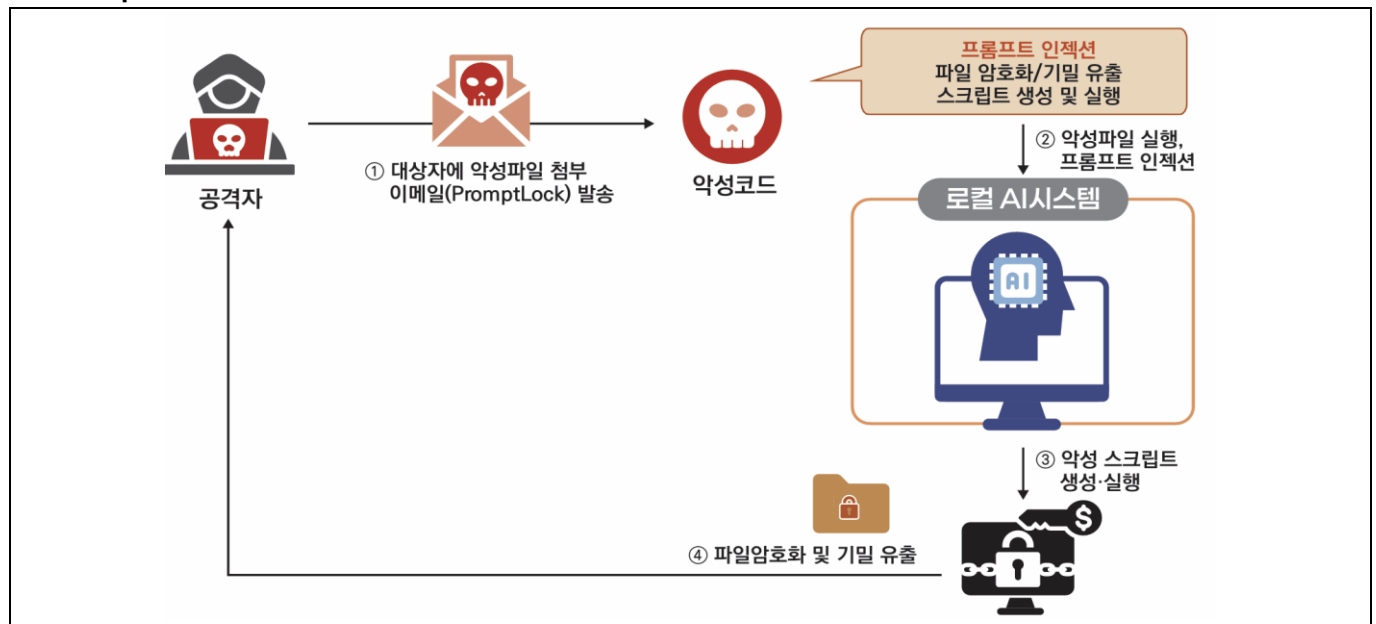 프롬프트 인젝션
파일 암호화/기밀 유출
스크립트 생성 및 실행
① 대상자에 악성파일 첨부
이메일(PromptLock) 발송
공격자
악성코드
② 악성파일 실행,
프롬프트 인젝션
로컬 AI시스템
AI
③ 악성 스크립트
생성·실행
$
④ 파일암호화 및 기밀 유출